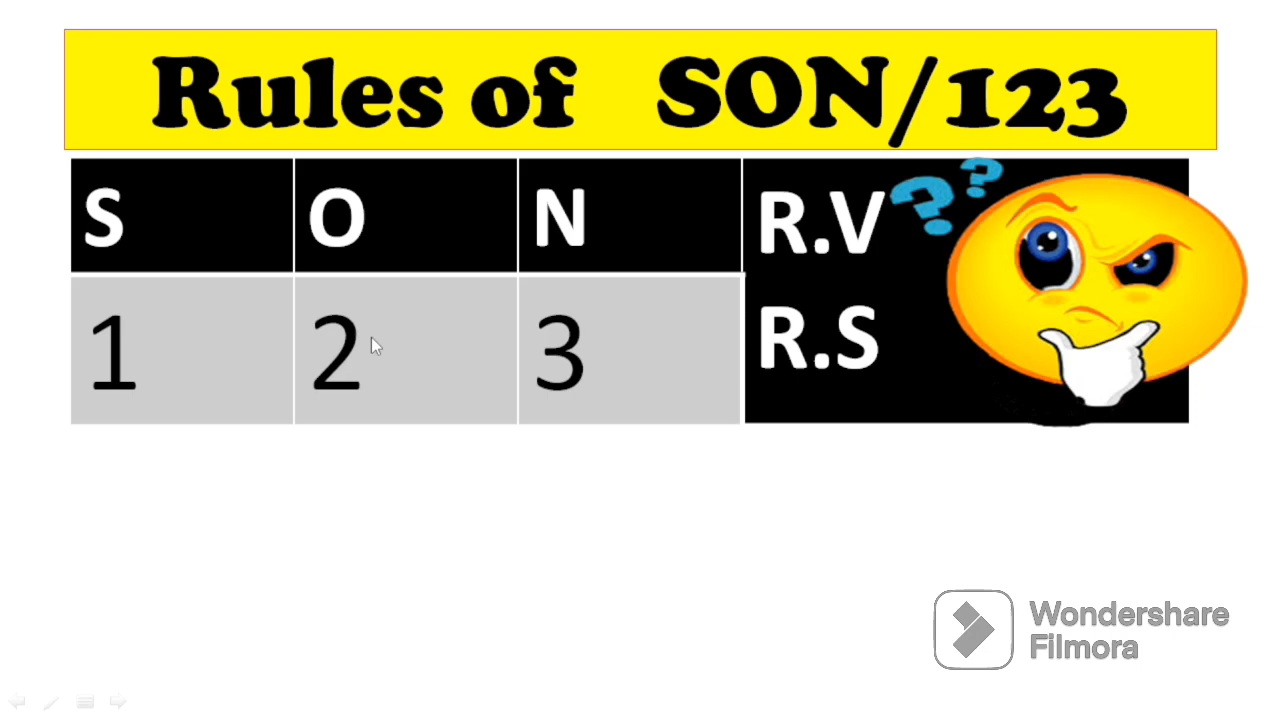 Rules of SON/123
S O N R.V ??
1 2 3 R.S
Wondershare
Filmora